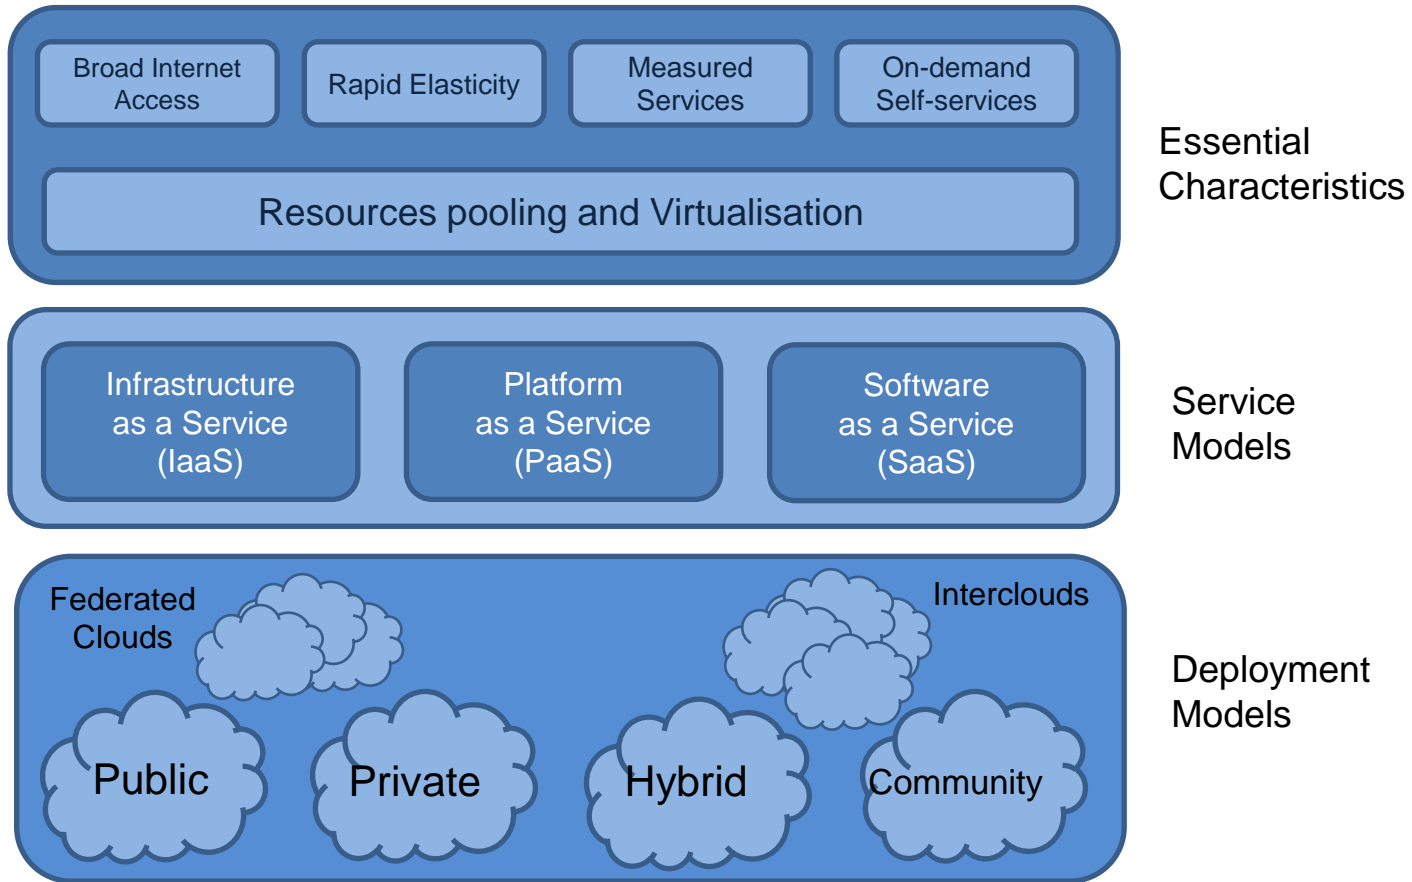 Broad Internet
Access
Rapid Elasticity
Measured
Services
On-demand
Self-services
Resources pooling and Virtualisation
Essential
Characteristics
Infrastructure
as a Service
(IaaS)
Platform
as a Service
(PaaS)
Software
as a Service
(SaaS)
Service
Models
Federated
Clouds
Interclouds
Public
Private
Hybrid
Community
Deployment
Models